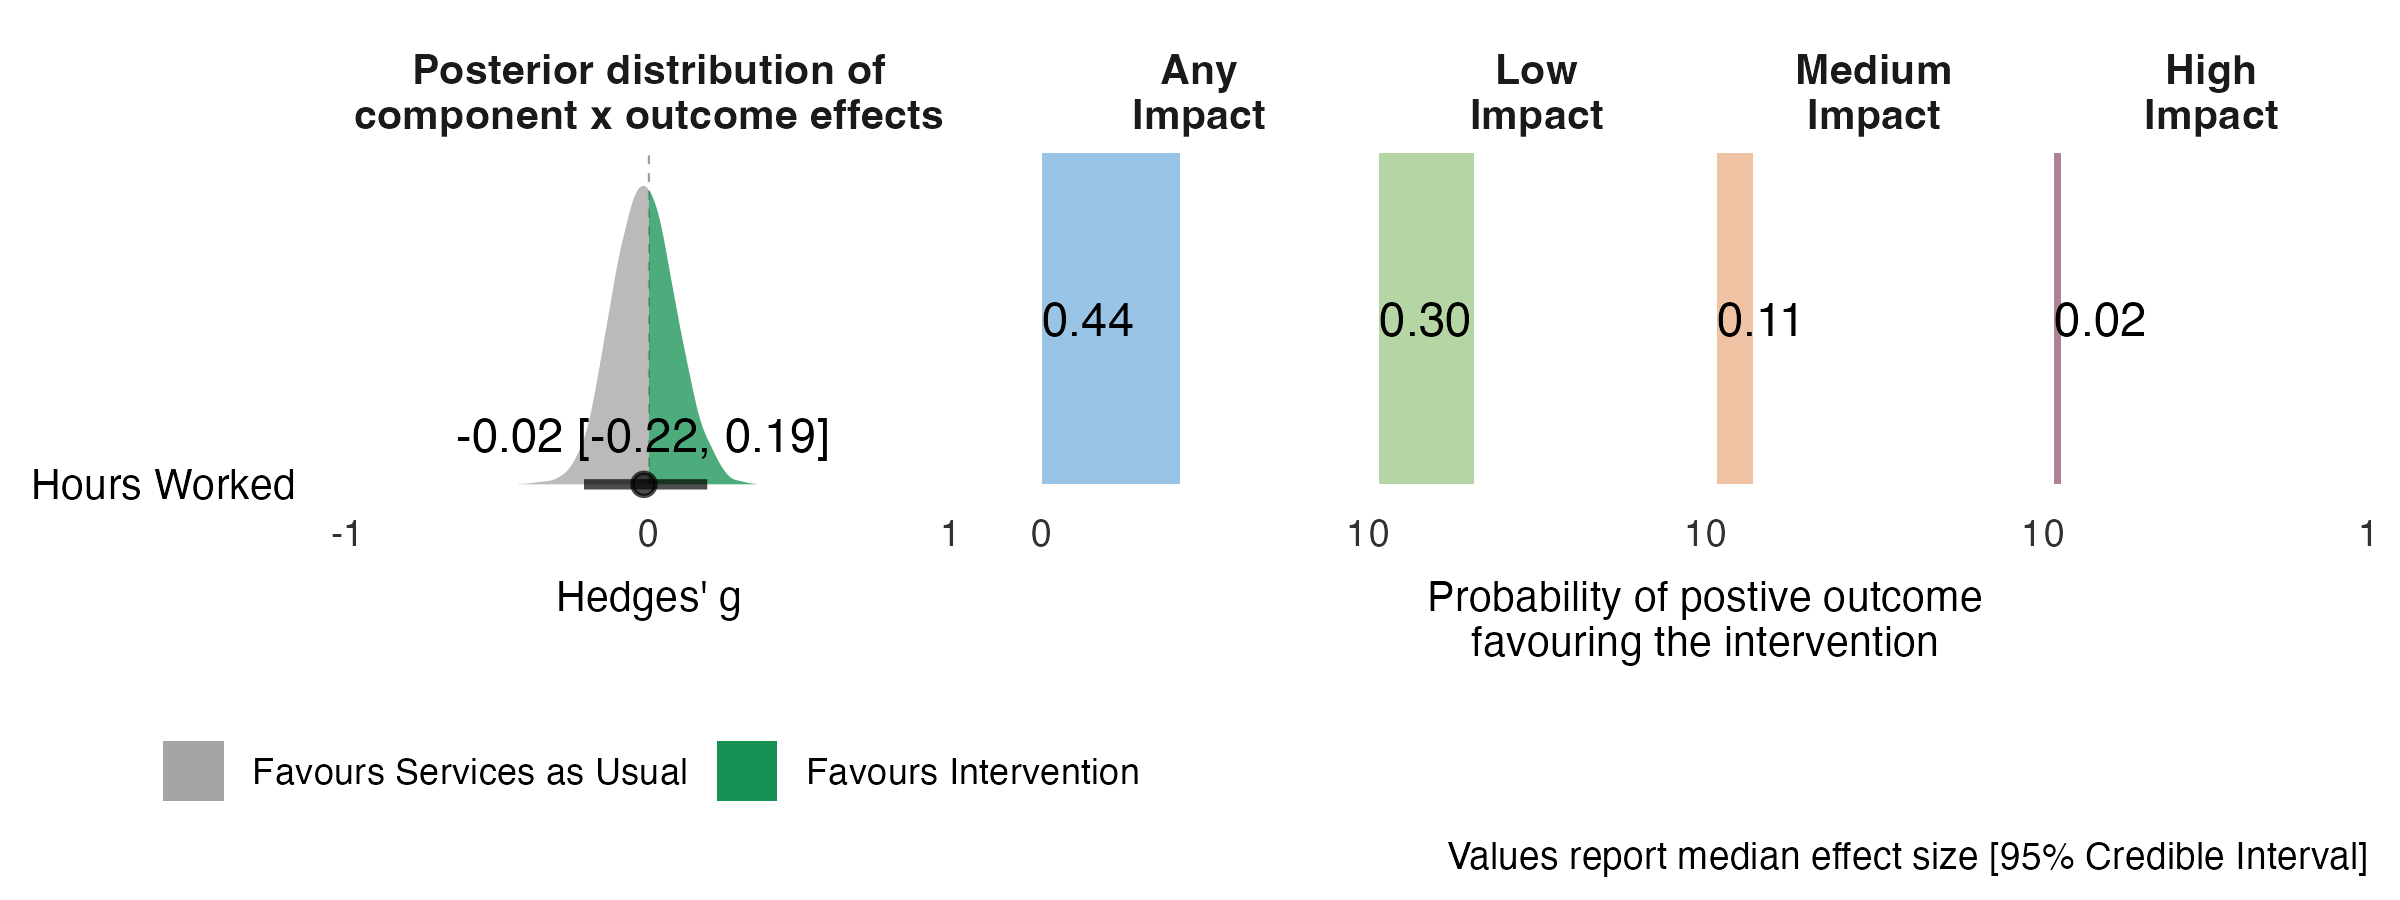 Posterior distribution of
component x outcome effects
Any
Impact
Low
Impact
Medium
Impact
High
Impact
0.44
0.30
0.11
0.02
-0.02 [-0.22, 0.19]
Hours Worked
-1 0 1 0 10 10 10 1
Hedges' g
Probability of postive outcome
favouring the intervention
Favours Services as Usual
Favours Intervention
Values report median effect size [95% Credible Interval]